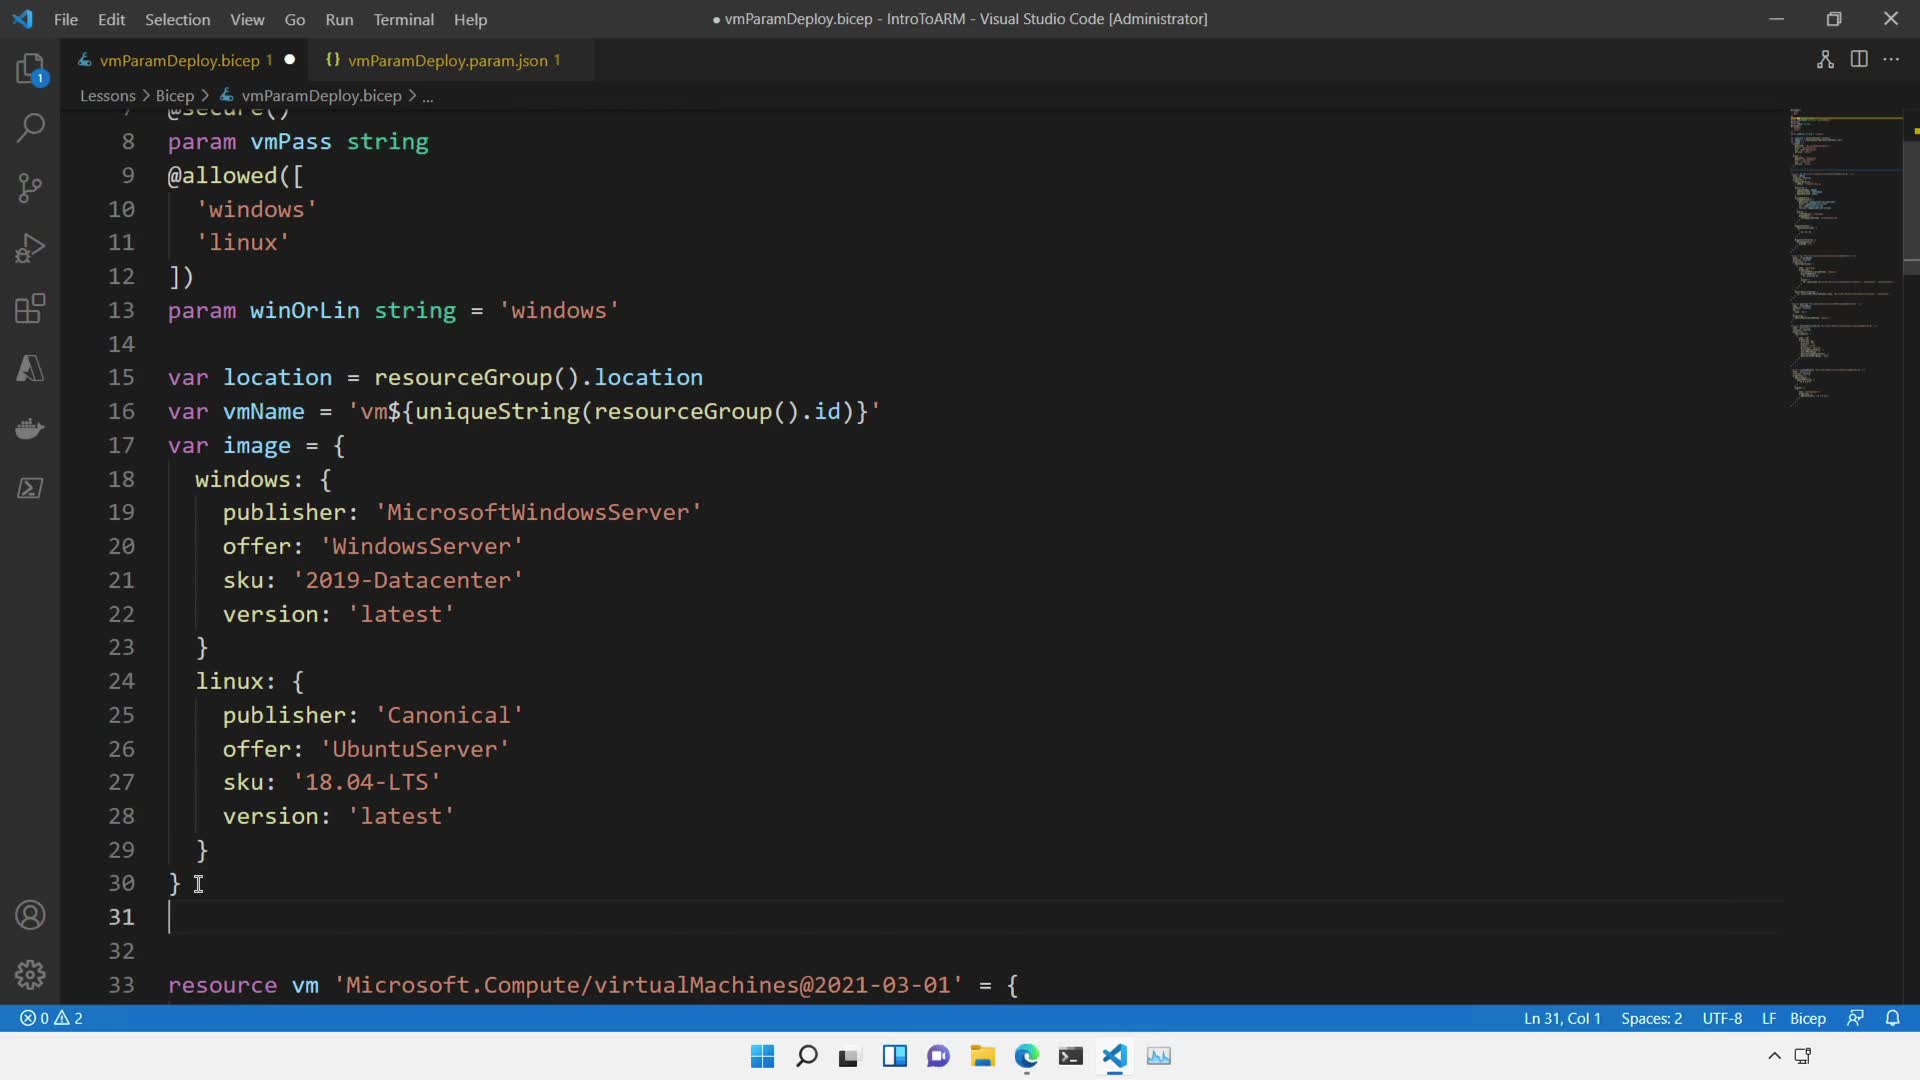 File Edit Selection View Go Run Terminal Help
● vmParamDeploy.bicep - IntroToARM - Visual Studio Code [Administrator]
vmParamDeploy.bicep 1 ●
{} vmParamDeploy.param.json 1
Lessons > Bicep > vmParamDeploy.bicep > ...
1
7 @secure()
8 param vmPass string
9 @allowed([
10 'windows'
11 'linux'
12 ])
13 param winOrLin string = 'windows'
14
15 var location = resourceGroup().location
16 var vmName = 'vm${uniqueString(resourceGroup().id)}'
17 var image = {
18 windows: {
19 publisher: 'MicrosoftWindowsServer'
20 offer: 'WindowsServer'
21 sku: '2019-Datacenter'
22 version: 'latest'
23 }
24 linux: {
25 publisher: 'Canonical'
26 offer: 'UbuntuServer'
27 sku: '18.04-LTS'
28 version: 'latest'
29 }
30 }
31
32
33 resource vm 'Microsoft.Compute/virtualMachines@2021-03-01' = {
0 2
Ln 31, Col 1 Spaces: 2 UTF-8 LF Bicep